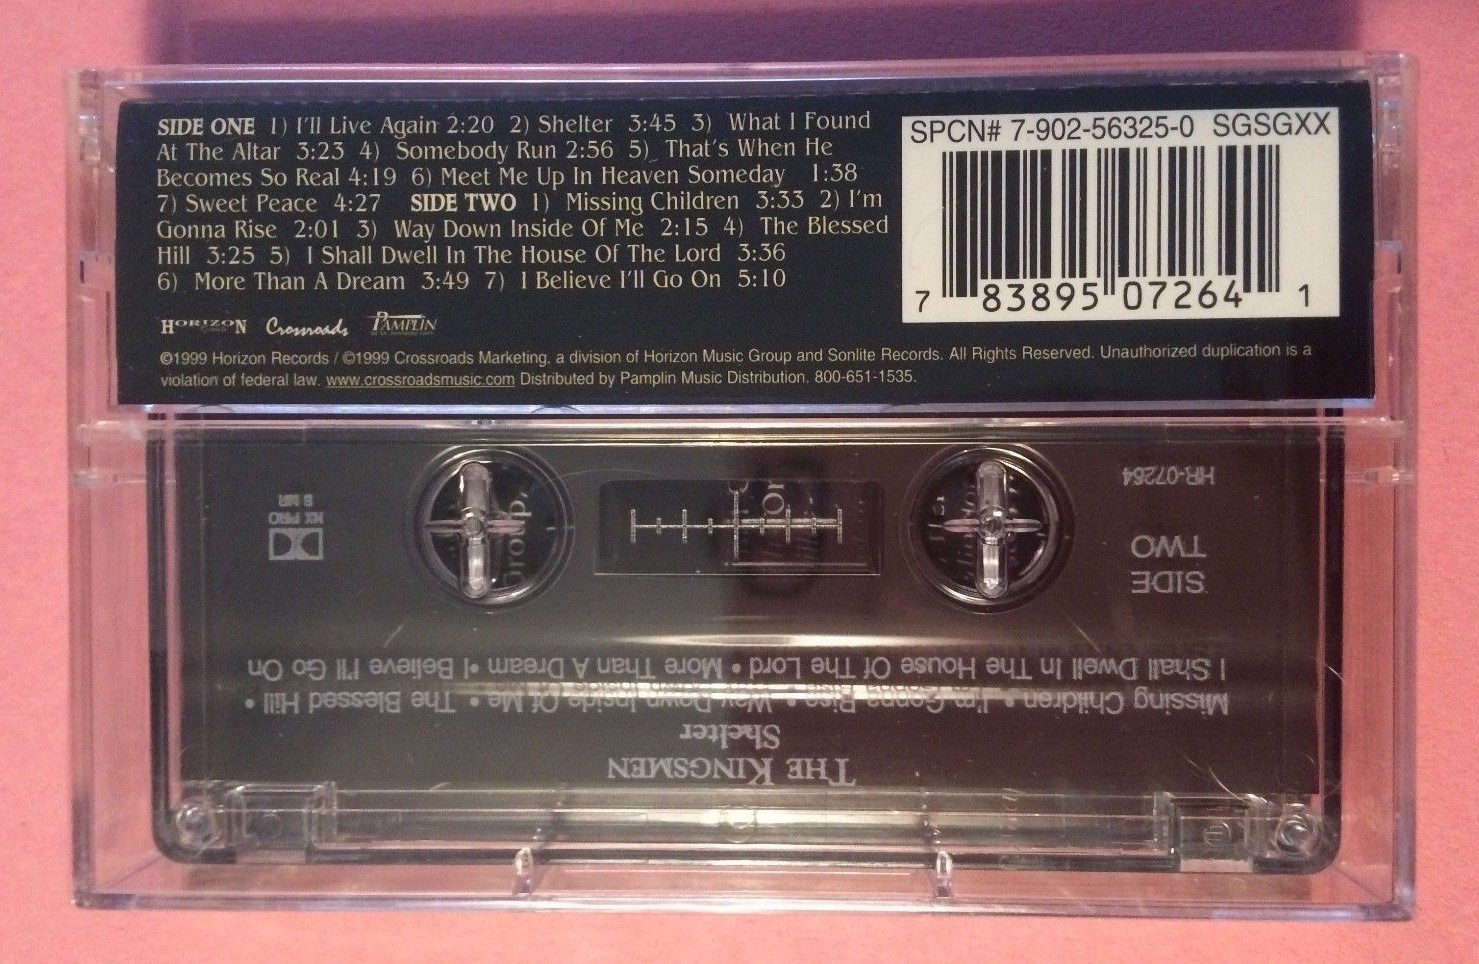 SIDE ONE 1) I'll Live Again 2:20 2) Shelter 3:45 3) What I Found
At The Altar 3:23 4) Somebody Run 2:56 5) That's When He
Becomes So Real 4:19 6) Meet Me Up In Heaven Someday 1:38
7) Sweet Peace 4:27 SIDE TWO 1) Missing Children 3:33 2) I'm
Gonna Rise 2:01 3) Way Down Inside Of Me 2:15 4) The Blessed
Hill 3:25 5) I Shall Dwell In The House Of The Lord 3:36
6) More Than A Dream 3:49 7) I Believe I'll Go On 5:10
HORIZON Crossroads PAMPLIN
©1999 Horizon Records / ©1999 Crossroads Marketing, a division of Horizon Music Group and Sonlite Records. All Rights Reserved. Unauthorized duplication is a
violation of federal law. www.crossroadsmusic.com Distributed by Pamplin Music Distribution. 800-651-1535.
SPCN# 7-902-56325-0 SGSGXX
7 83895 07264 1
THE KINGSMEN
Shelter
Missing Children • I'm Gonna Rise • Way Down Inside Of Me • The Blessed Hill •
I Shall Dwell In The House Of The Lord • More Than A Dream • I Believe I'll Go On
SIDE
TWO
HR-07264
HX PRO
B NR
Group